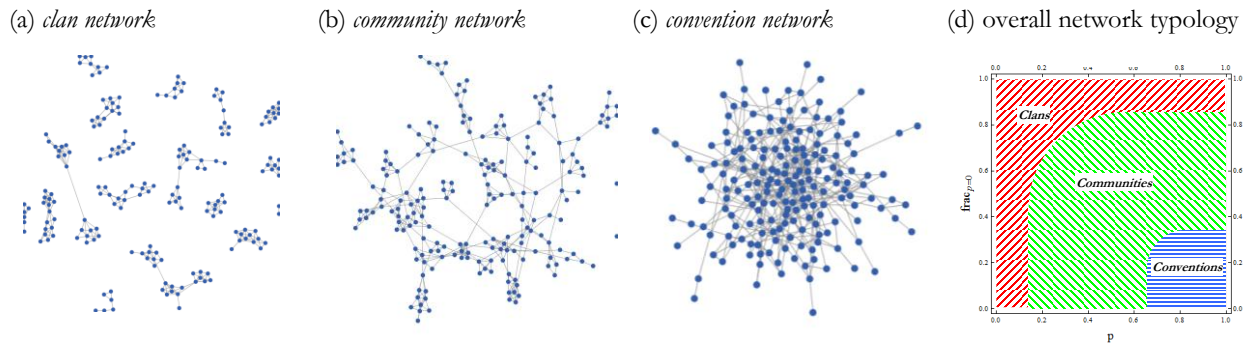 (a) clan network
(b) community network
(c) convention network
(d) overall network typology
0.0 0.2 0.4 0.6 0.8 1.0
1.0 1.0
0.8 0.8
0.6 0.6
0.4 0.4
0.2 0.2
0.0 0.0
0.0 0.2 0.4 0.6 0.8 1.0
frac p=0
p
Clans
Communities
Conventions